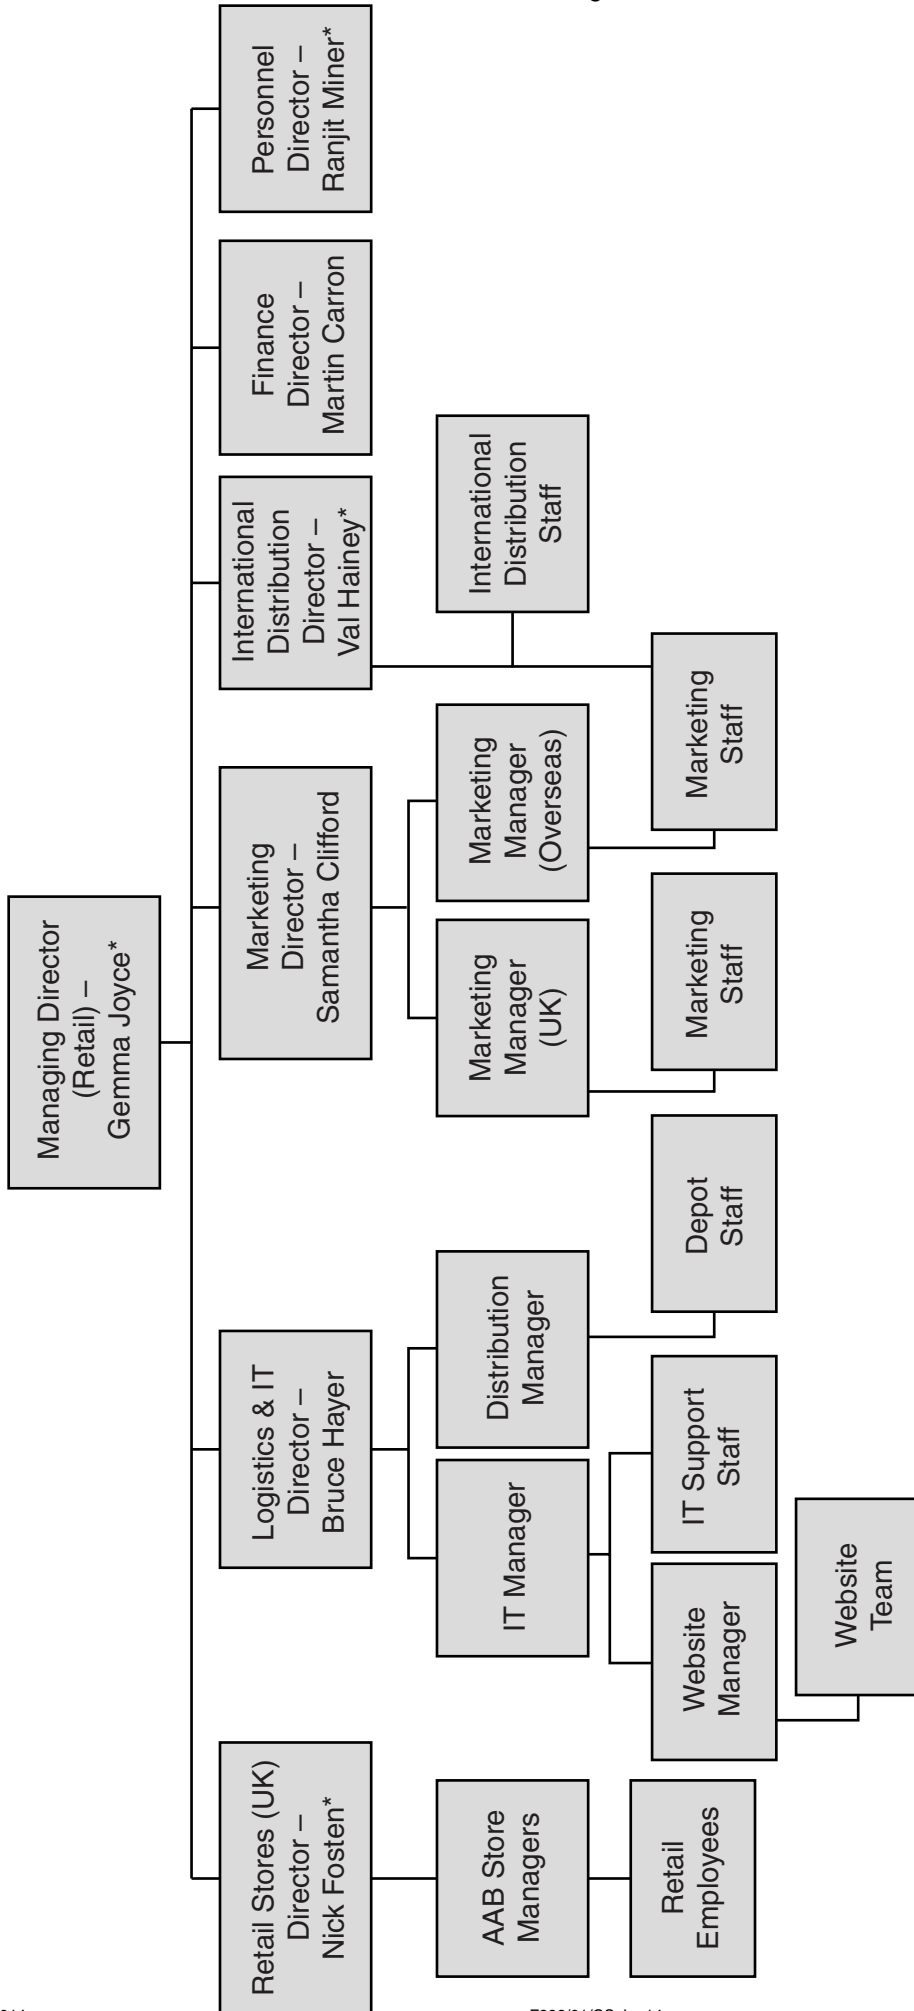 Managing Director
(Retail) –
Gemma Joyce*
Retail Stores (UK)
Director –
Nick Fosten*
Logistics & IT
Director –
Bruce Hayer
Marketing
Director –
Samantha Clifford
International
Distribution
Director –
Val Hainey*
Finance
Director –
Martin Carron
Personnel
Director –
Ranjit Miner*
AAB Store
Managers
IT Manager
Distribution
Manager
Marketing
Manager
(UK)
Marketing
Manager
(Overseas)
International
Distribution
Staff
Retail
Employees
Website
Manager
IT Support
Staff
Depot
Staff
Marketing
Staff
Marketing
Staff
Website
Team